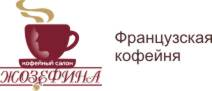 кофейный салон
ЖОЗЕФИНА
Французская
кофейня